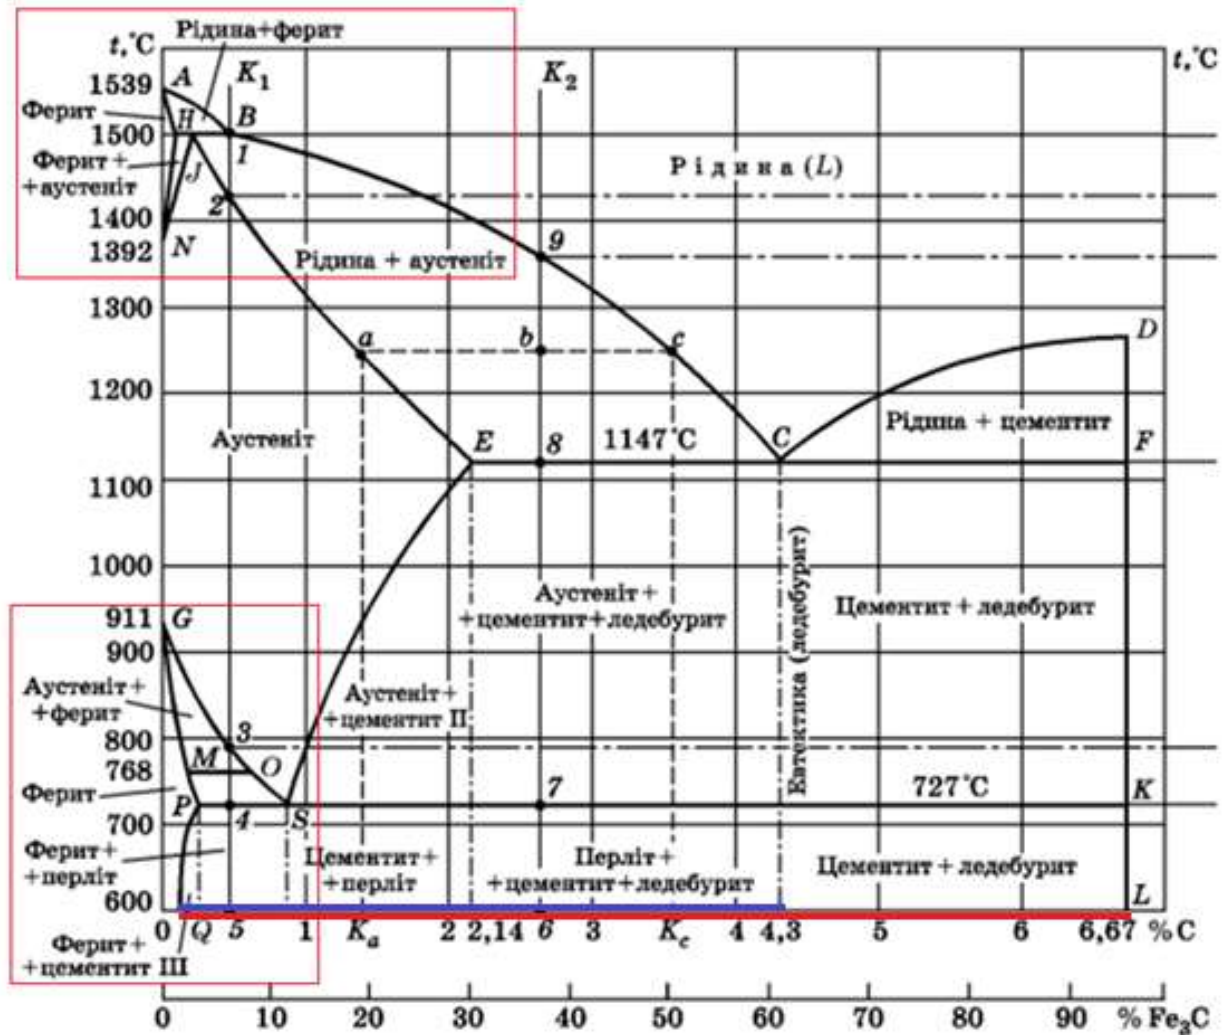 Рідина+ферит
t,°C
t,°C
A
K₁
K₂
1539
Ферит
H
B
1500
1
Ферит+
+аустеніт
J
Рідина (L)
2
1400
9
1392
N
Рідина + аустеніт
1300
D
a
b
c
1200
Рідина + цементит
Аустеніт
E
8
1147°C
C
F
1100
Евтектика (ледебурит)
1000
Аустеніт+
+цементит+ледебурит
Цементит + ледебурит
911
G
900
Аустеніт+
+ферит
Аустеніт+
+цементит II
800
3
768
M
O
Ферит
P
4
S
7
727°C
K
700
Ферит+
+перліт
Цементит+
+перліт
Перліт+
+цементит+ледебурит
Цементит + ледебурит
600
L
0 Q 5 1 Kₐ 2 2,14 6 3 K꜀ 4 4,3 5 6 6,67 % C
Ферит+
+цементит III
0 10 20 30 40 50 60 70 80 90 % Fe₃C